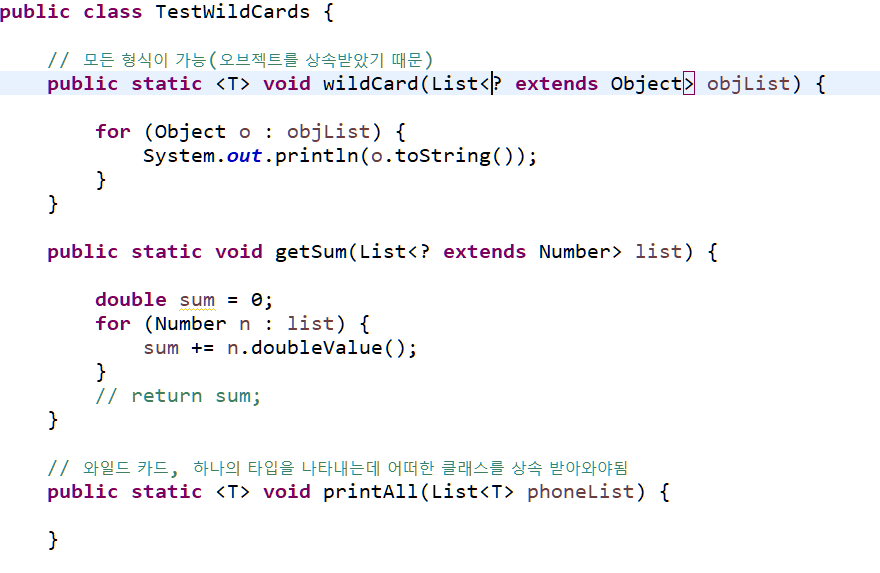 public class TestWildCards {
// 모든 형식이 가능(오브젝트를 상속받았기 때문)
public static <T> void wildCard(List<? extends Object> objList) {
for (Object o : objList) {
System.out.println(o.toString());
}
}
public static void getSum(List<? extends Number> list) {
double sum = 0;
for (Number n : list) {
sum += n.doubleValue();
}
// return sum;
}
// 와일드 카드, 하나의 타입을 나타내는데 어떠한 클래스를 상속 받아와야됨
public static <T> void printAll(List<T> phoneList) {
}